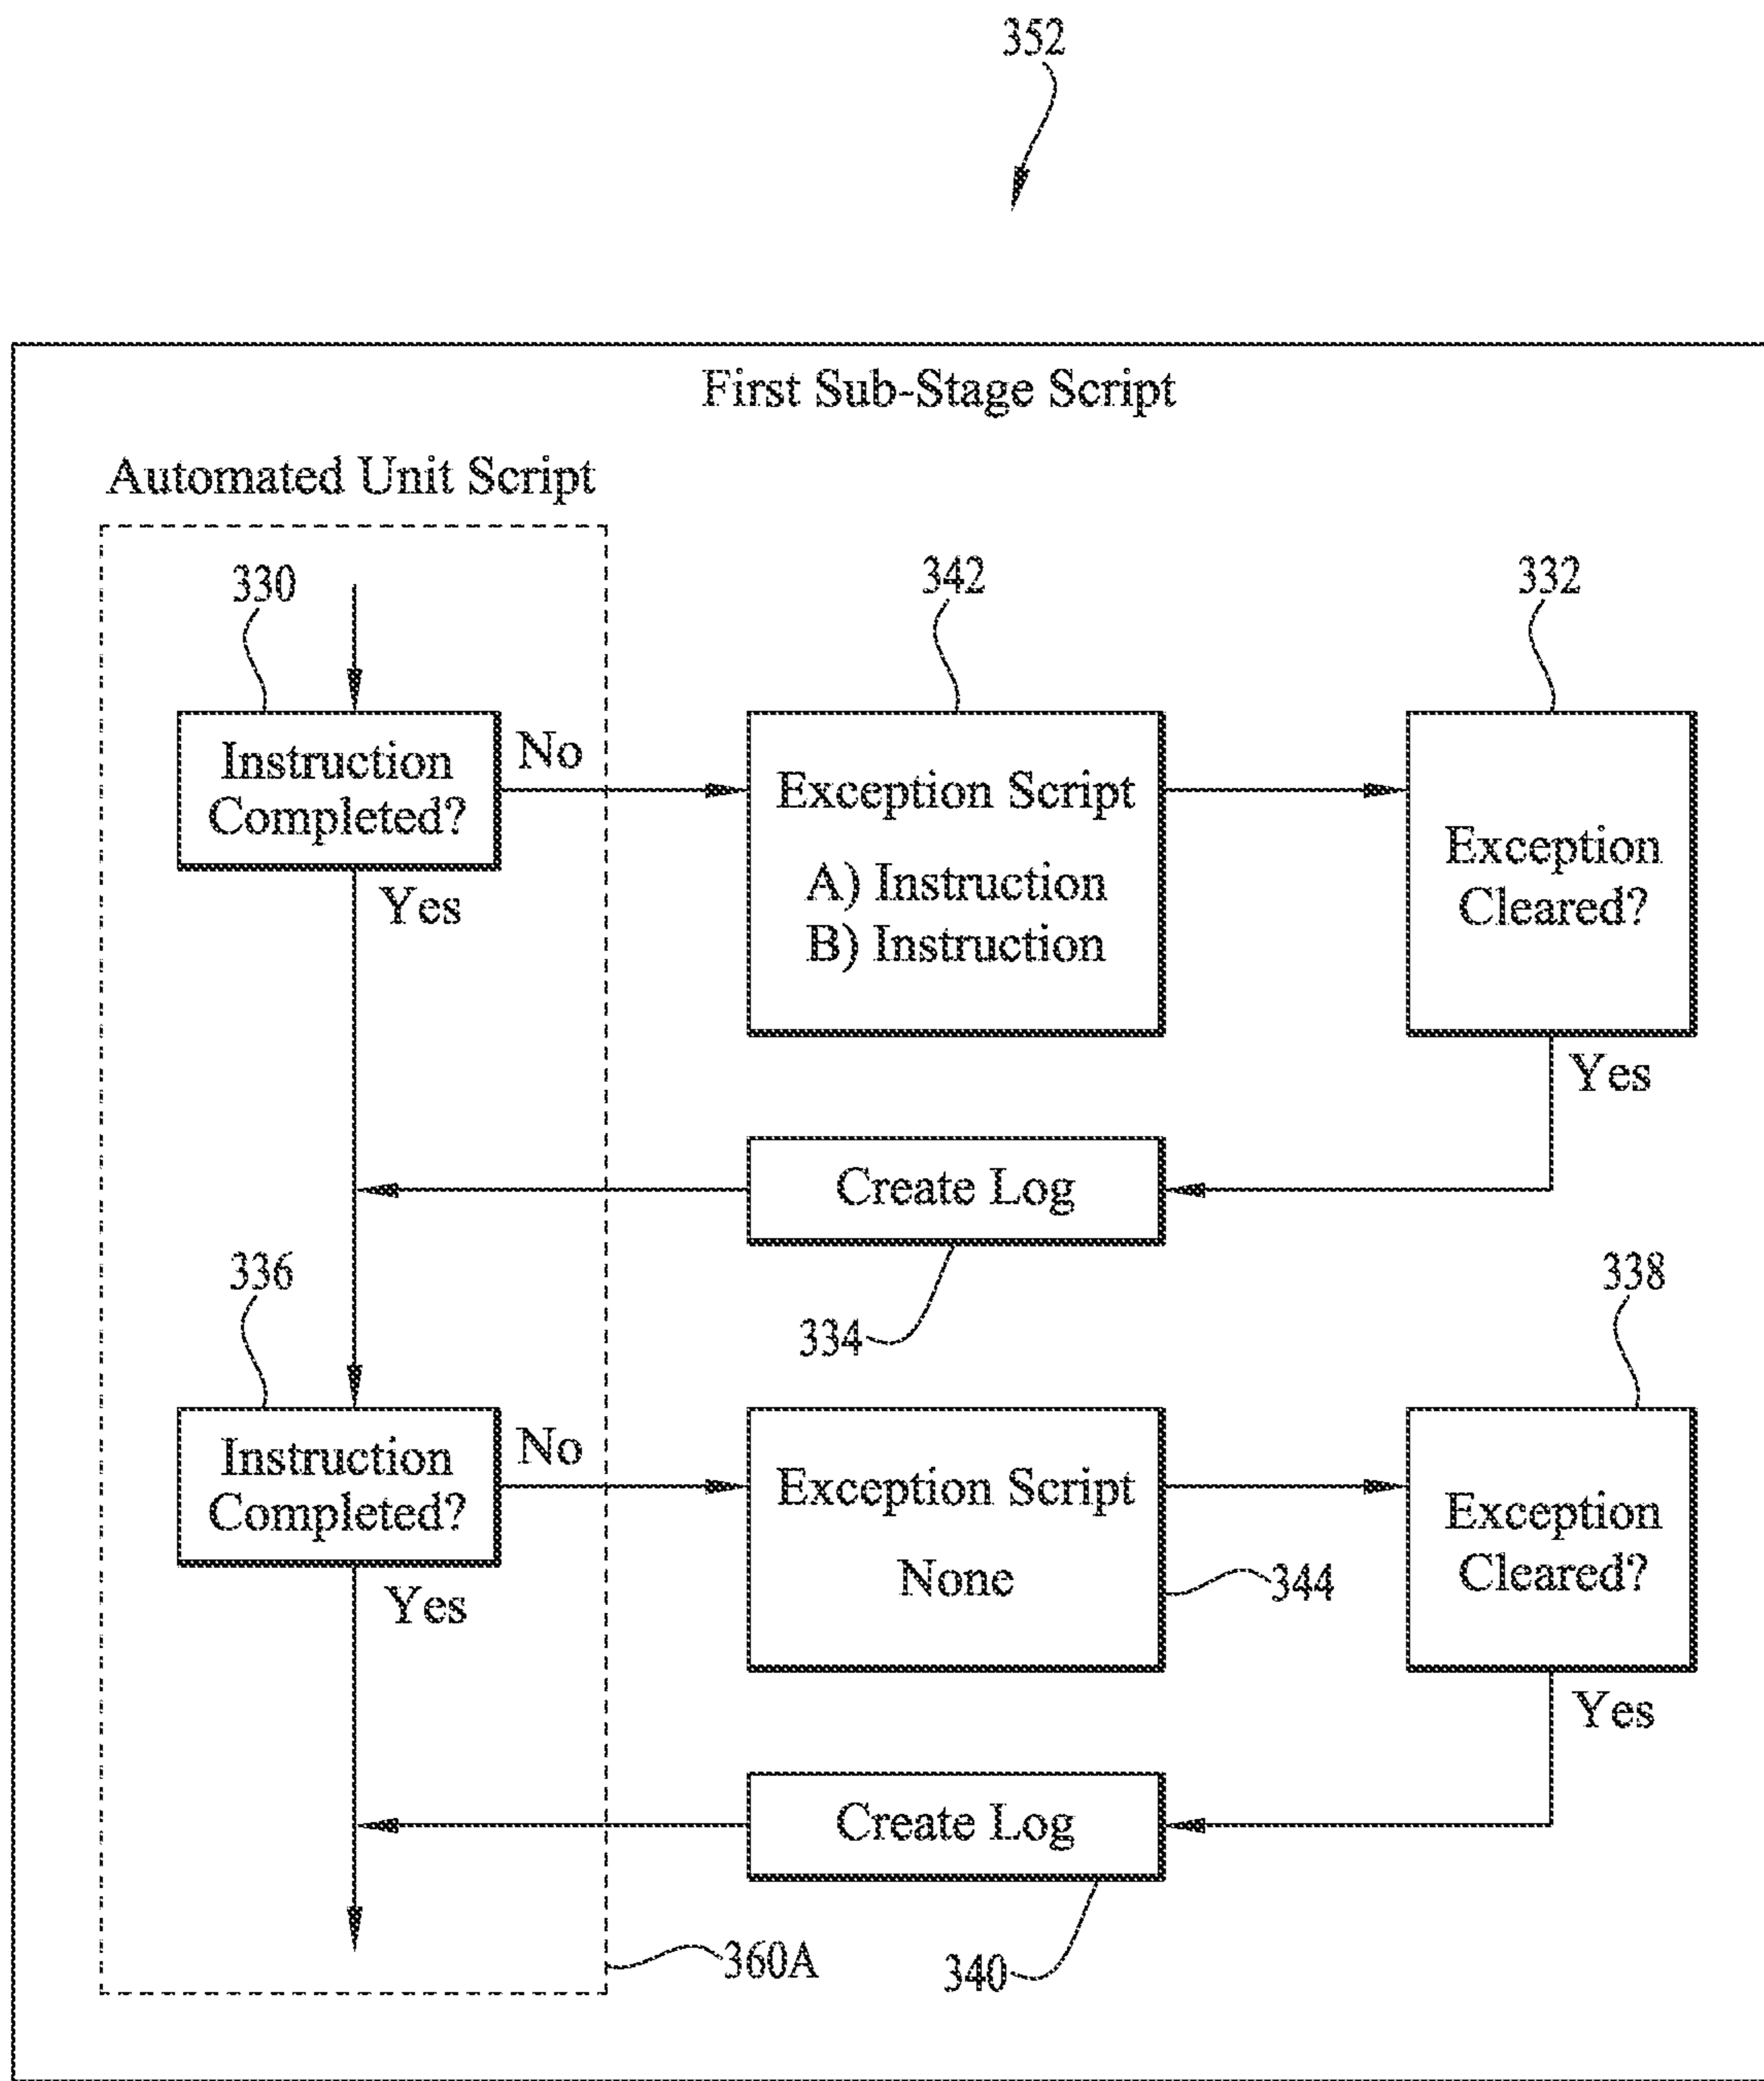 352
First Sub-Stage Script
Automated Unit Script
330
342
332
Instruction
Completed?
No
Exception Script
A) Instruction
B) Instruction
Exception
Cleared?
Yes
Yes
Create Log
334
336
338
Instruction
Completed?
No
Exception Script
None
344
Exception
Cleared?
Yes
Yes
Create Log
360A
340